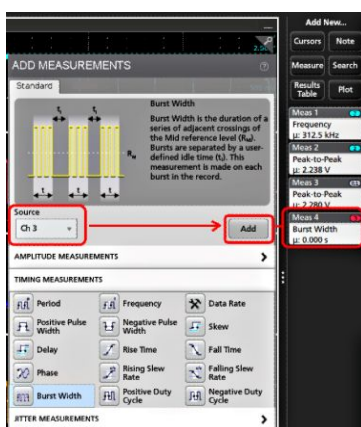 Add New...
Cursors
Note
Measure
Search
Results Table
Plot
ADD MEASUREMENTS
Standard
Burst Width
Burst Width is the duration of a
series of adjacent crossings of
the Mid reference level (RM).
Bursts are separated by a user-
defined idle time (tI). This
measurement is made on each
burst in the record.
tI
tI
RM
t
t
t
Source
Ch 3
Add
AMPLITUDE MEASUREMENTS
TIMING MEASUREMENTS
Period
Frequency
Data Rate
Positive Pulse Width
Negative Pulse Width
Skew
Delay
Rise Time
Fall Time
Phase
Rising Slew Rate
Falling Slew Rate
Burst Width
Positive Duty Cycle
Negative Duty Cycle
JITTER MEASUREMENTS
Meas 1
Frequency
µ: 312.5 kHz
Meas 2
Peak-to-Peak
µ: 2.238 V
Meas 3
Peak-to-Peak
µ: 2.280 V
Meas 4
Burst Width
µ: 0.000 s